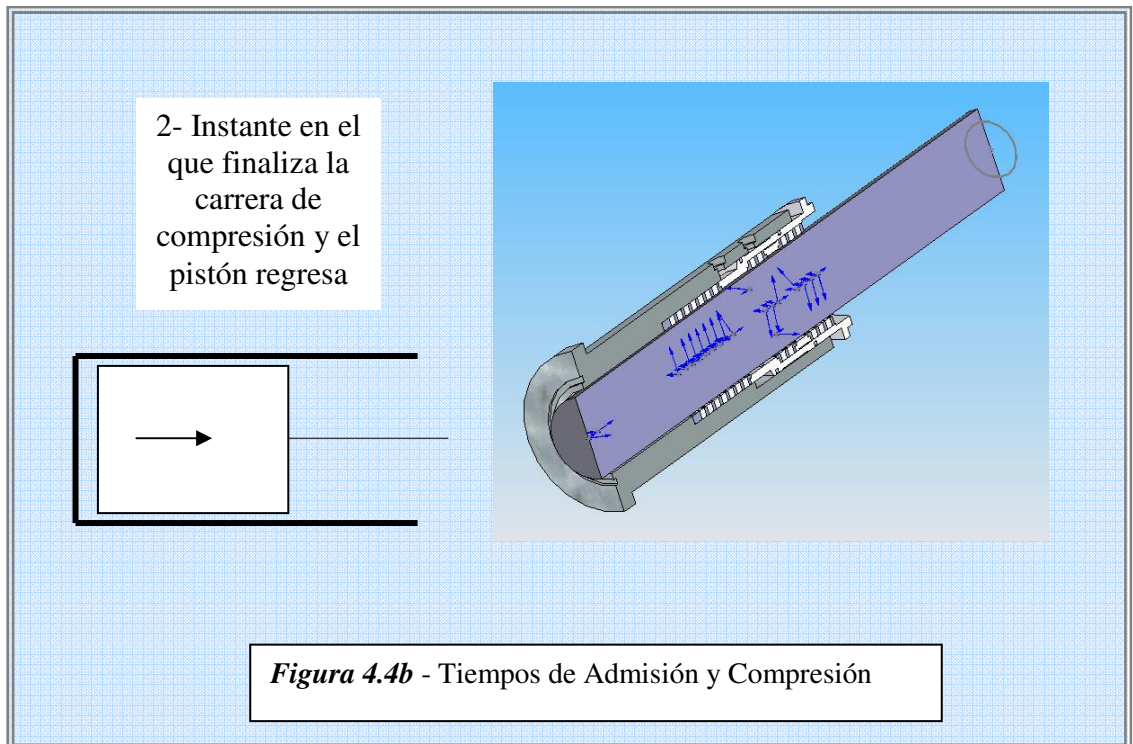 2- Instante en el
que finaliza la
carrera de
compresión y el
pistón regresa
Figura 4.4b - Tiempos de Admisión y Compresión